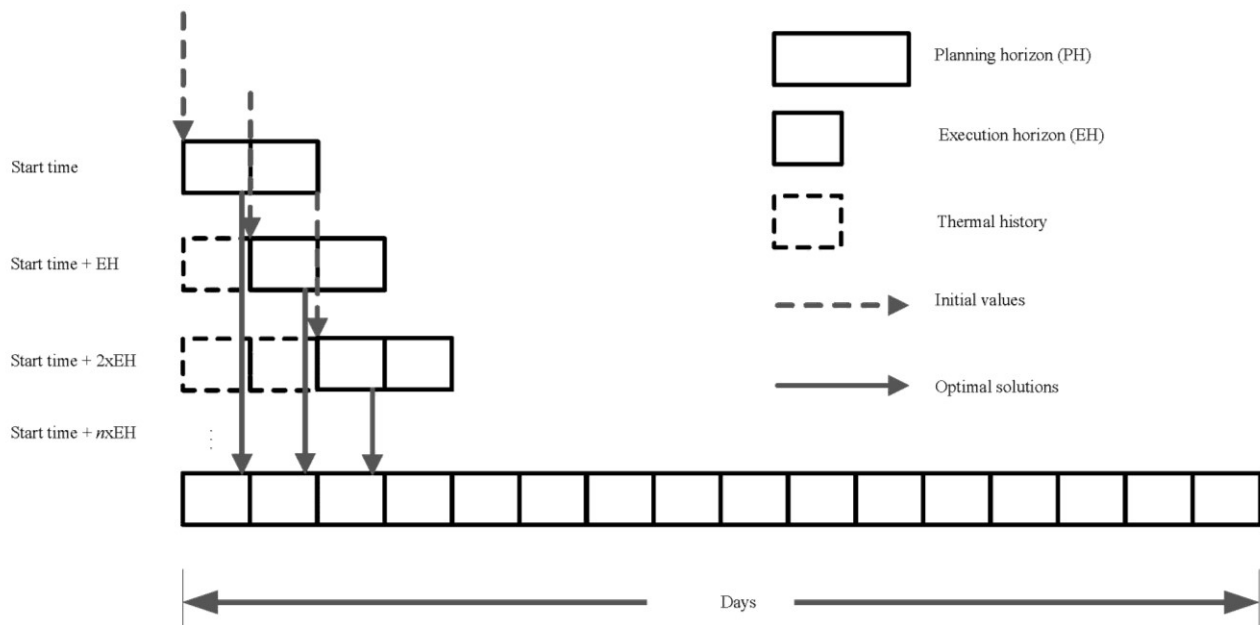 Planning horizon (PH)
Execution horizon (EH)
Start time
Thermal history
Start time + EH
Initial values
Start time + 2xEH
Optimal solutions
Start time + nxEH
Days